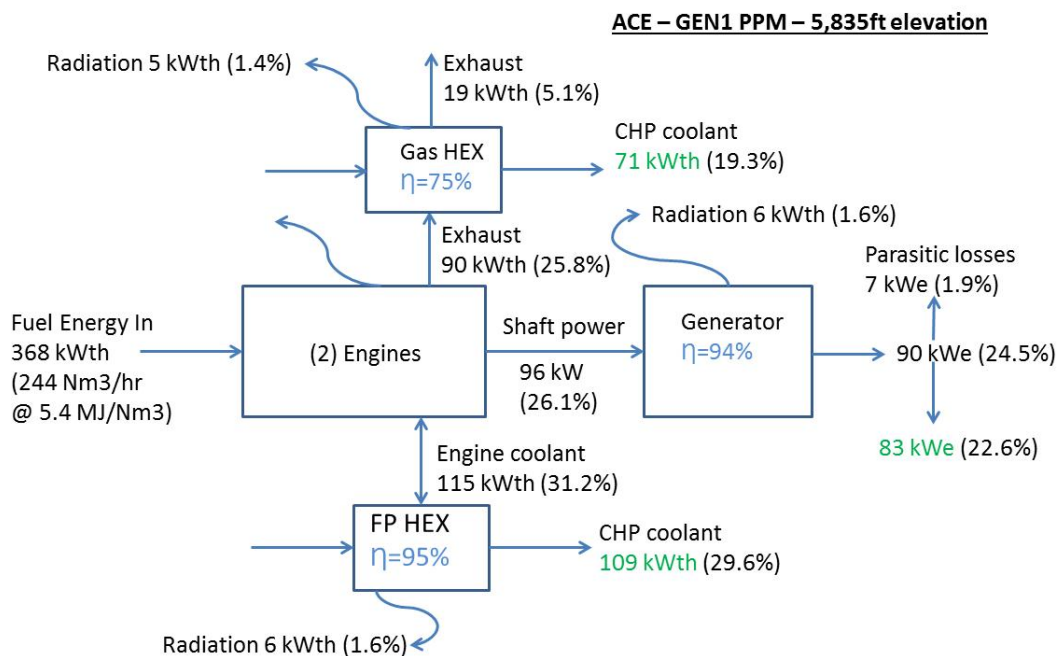 ACE – GEN1 PPM – 5,835ft elevation
Radiation 5 kWth (1.4%)
Exhaust
19 kWth (5.1%)
Gas HEX
η=75%
CHP coolant
71 kWth (19.3%)
Radiation 6 kWth (1.6%)
Exhaust
90 kWth (25.8%)
Parasitic losses
7 kWe (1.9%)
Fuel Energy In
368 kWth
(244 Nm3/hr
@ 5.4 MJ/Nm3)
(2) Engines
Shaft power
96 kW
(26.1%)
Generator
η=94%
90 kWe (24.5%)
83 kWe (22.6%)
Engine coolant
115 kWth (31.2%)
FP HEX
η=95%
CHP coolant
109 kWth (29.6%)
Radiation 6 kWth (1.6%)